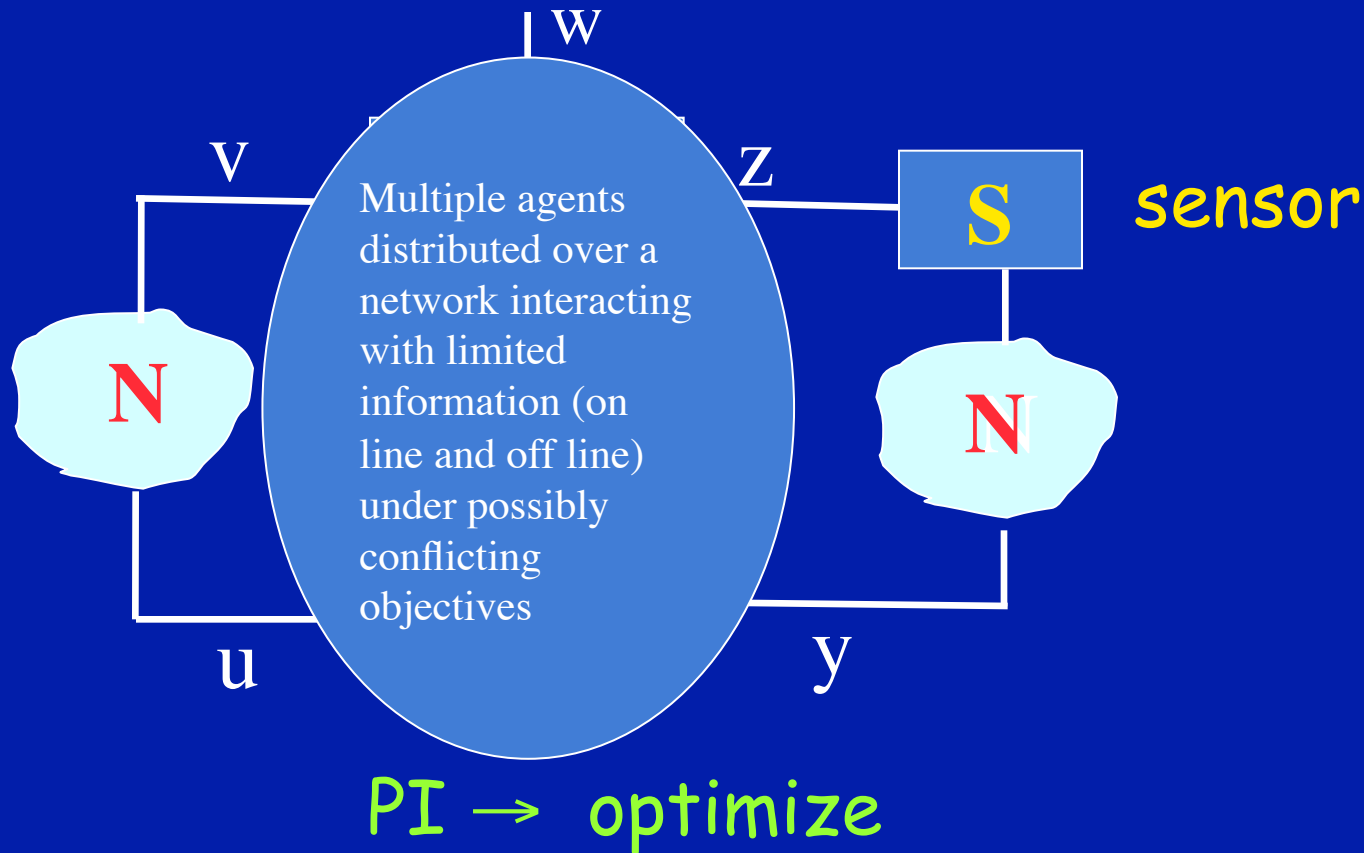 w
v
z
S
sensor
Multiple agents
distributed over a
network interacting
with limited
information (on
line and off line)
under possibly
conflicting
objectives
N
N
u
y
PI → optimize